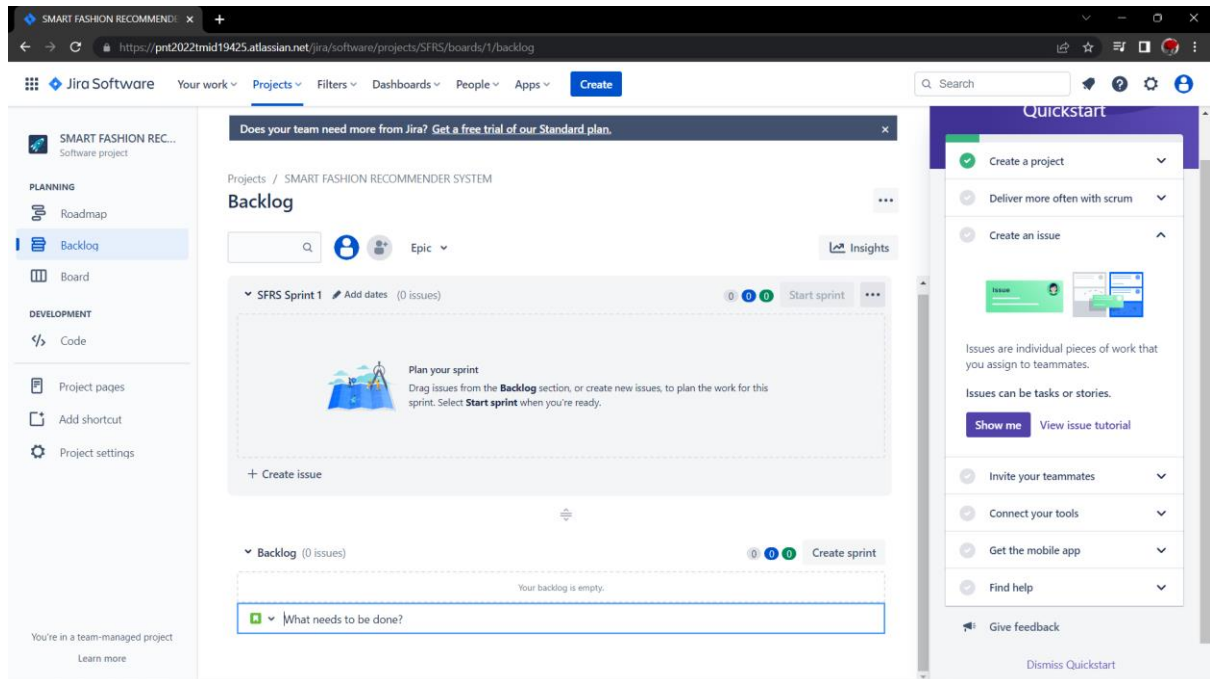 SMART FASHION RECOMMENDE
https://pnt2022tmid19425.atlassian.net/jira/software/projects/SFRS/boards/1/backlog
Jira Software Your work Projects Filters Dashboards People Apps Create Search
SMART FASHION REC...
Software project
PLANNING
Roadmap
Backlog
Board
DEVELOPMENT
Code
Project pages
Add shortcut
Project settings
You're in a team-managed project
Learn more
Does your team need more from Jira? Get a free trial of our Standard plan.
Projects / SMART FASHION RECOMMENDER SYSTEM
Backlog
Epic Insights
SFRS Sprint 1 Add dates (0 issues) 0 0 0 Start sprint
Plan your sprint
Drag issues from the Backlog section, or create new issues, to plan the work for this
sprint. Select Start sprint when you're ready.
+ Create issue
Backlog (0 issues) 0 0 0 Create sprint
Your backlog is empty.
What needs to be done?
Quickstart
Create a project
Deliver more often with scrum
Create an issue
Issue
Issues are individual pieces of work that
you assign to teammates.
Issues can be tasks or stories.
Show me View issue tutorial
Invite your teammates
Connect your tools
Get the mobile app
Find help
Give feedback
Dismiss Quickstart